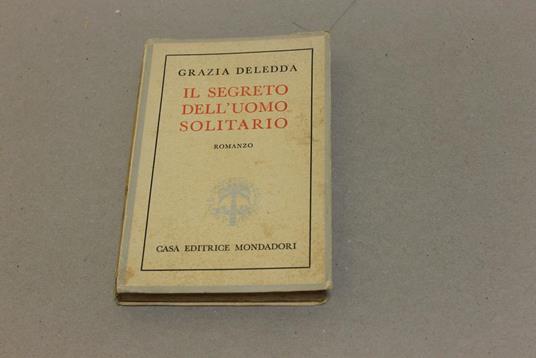 GRAZIA DELEDDA
IL SEGRETO
DELL'UOMO
SOLITARIO
ROMANZO
CASA EDITRICE MONDADORI